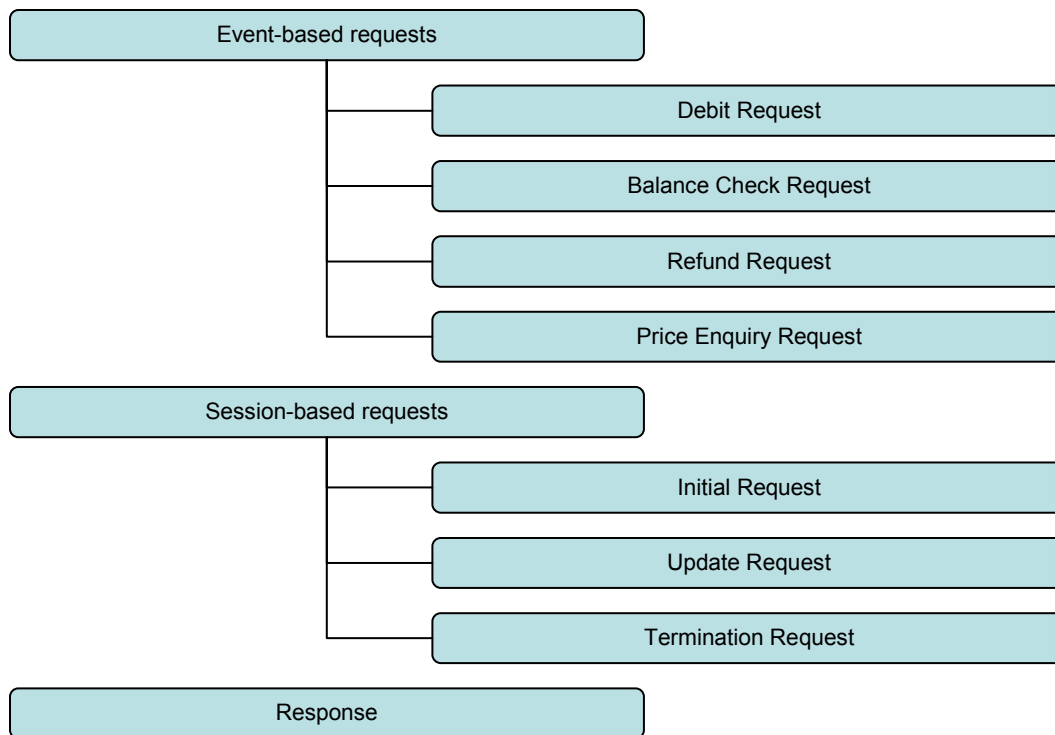 Event-based requests
Debit Request
Balance Check Request
Refund Request
Price Enquiry Request
Session-based requests
Initial Request
Update Request
Termination Request
Response